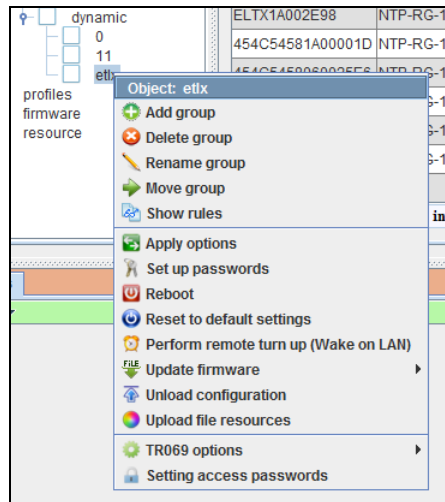 dynamic
0
11
etlx
profiles
firmware
resource
ELTX1A002E98 NTP-RG-1
454C54581A00001D NTP-RG-1
Object: etlx
Add group
Delete group
Rename group
Move group
Show rules
Apply options
Set up passwords
Reboot
Reset to default settings
Perform remote turn up (Wake on LAN)
Update firmware
Unload configuration
Upload file resources
TR069 options
Setting access passwords
in